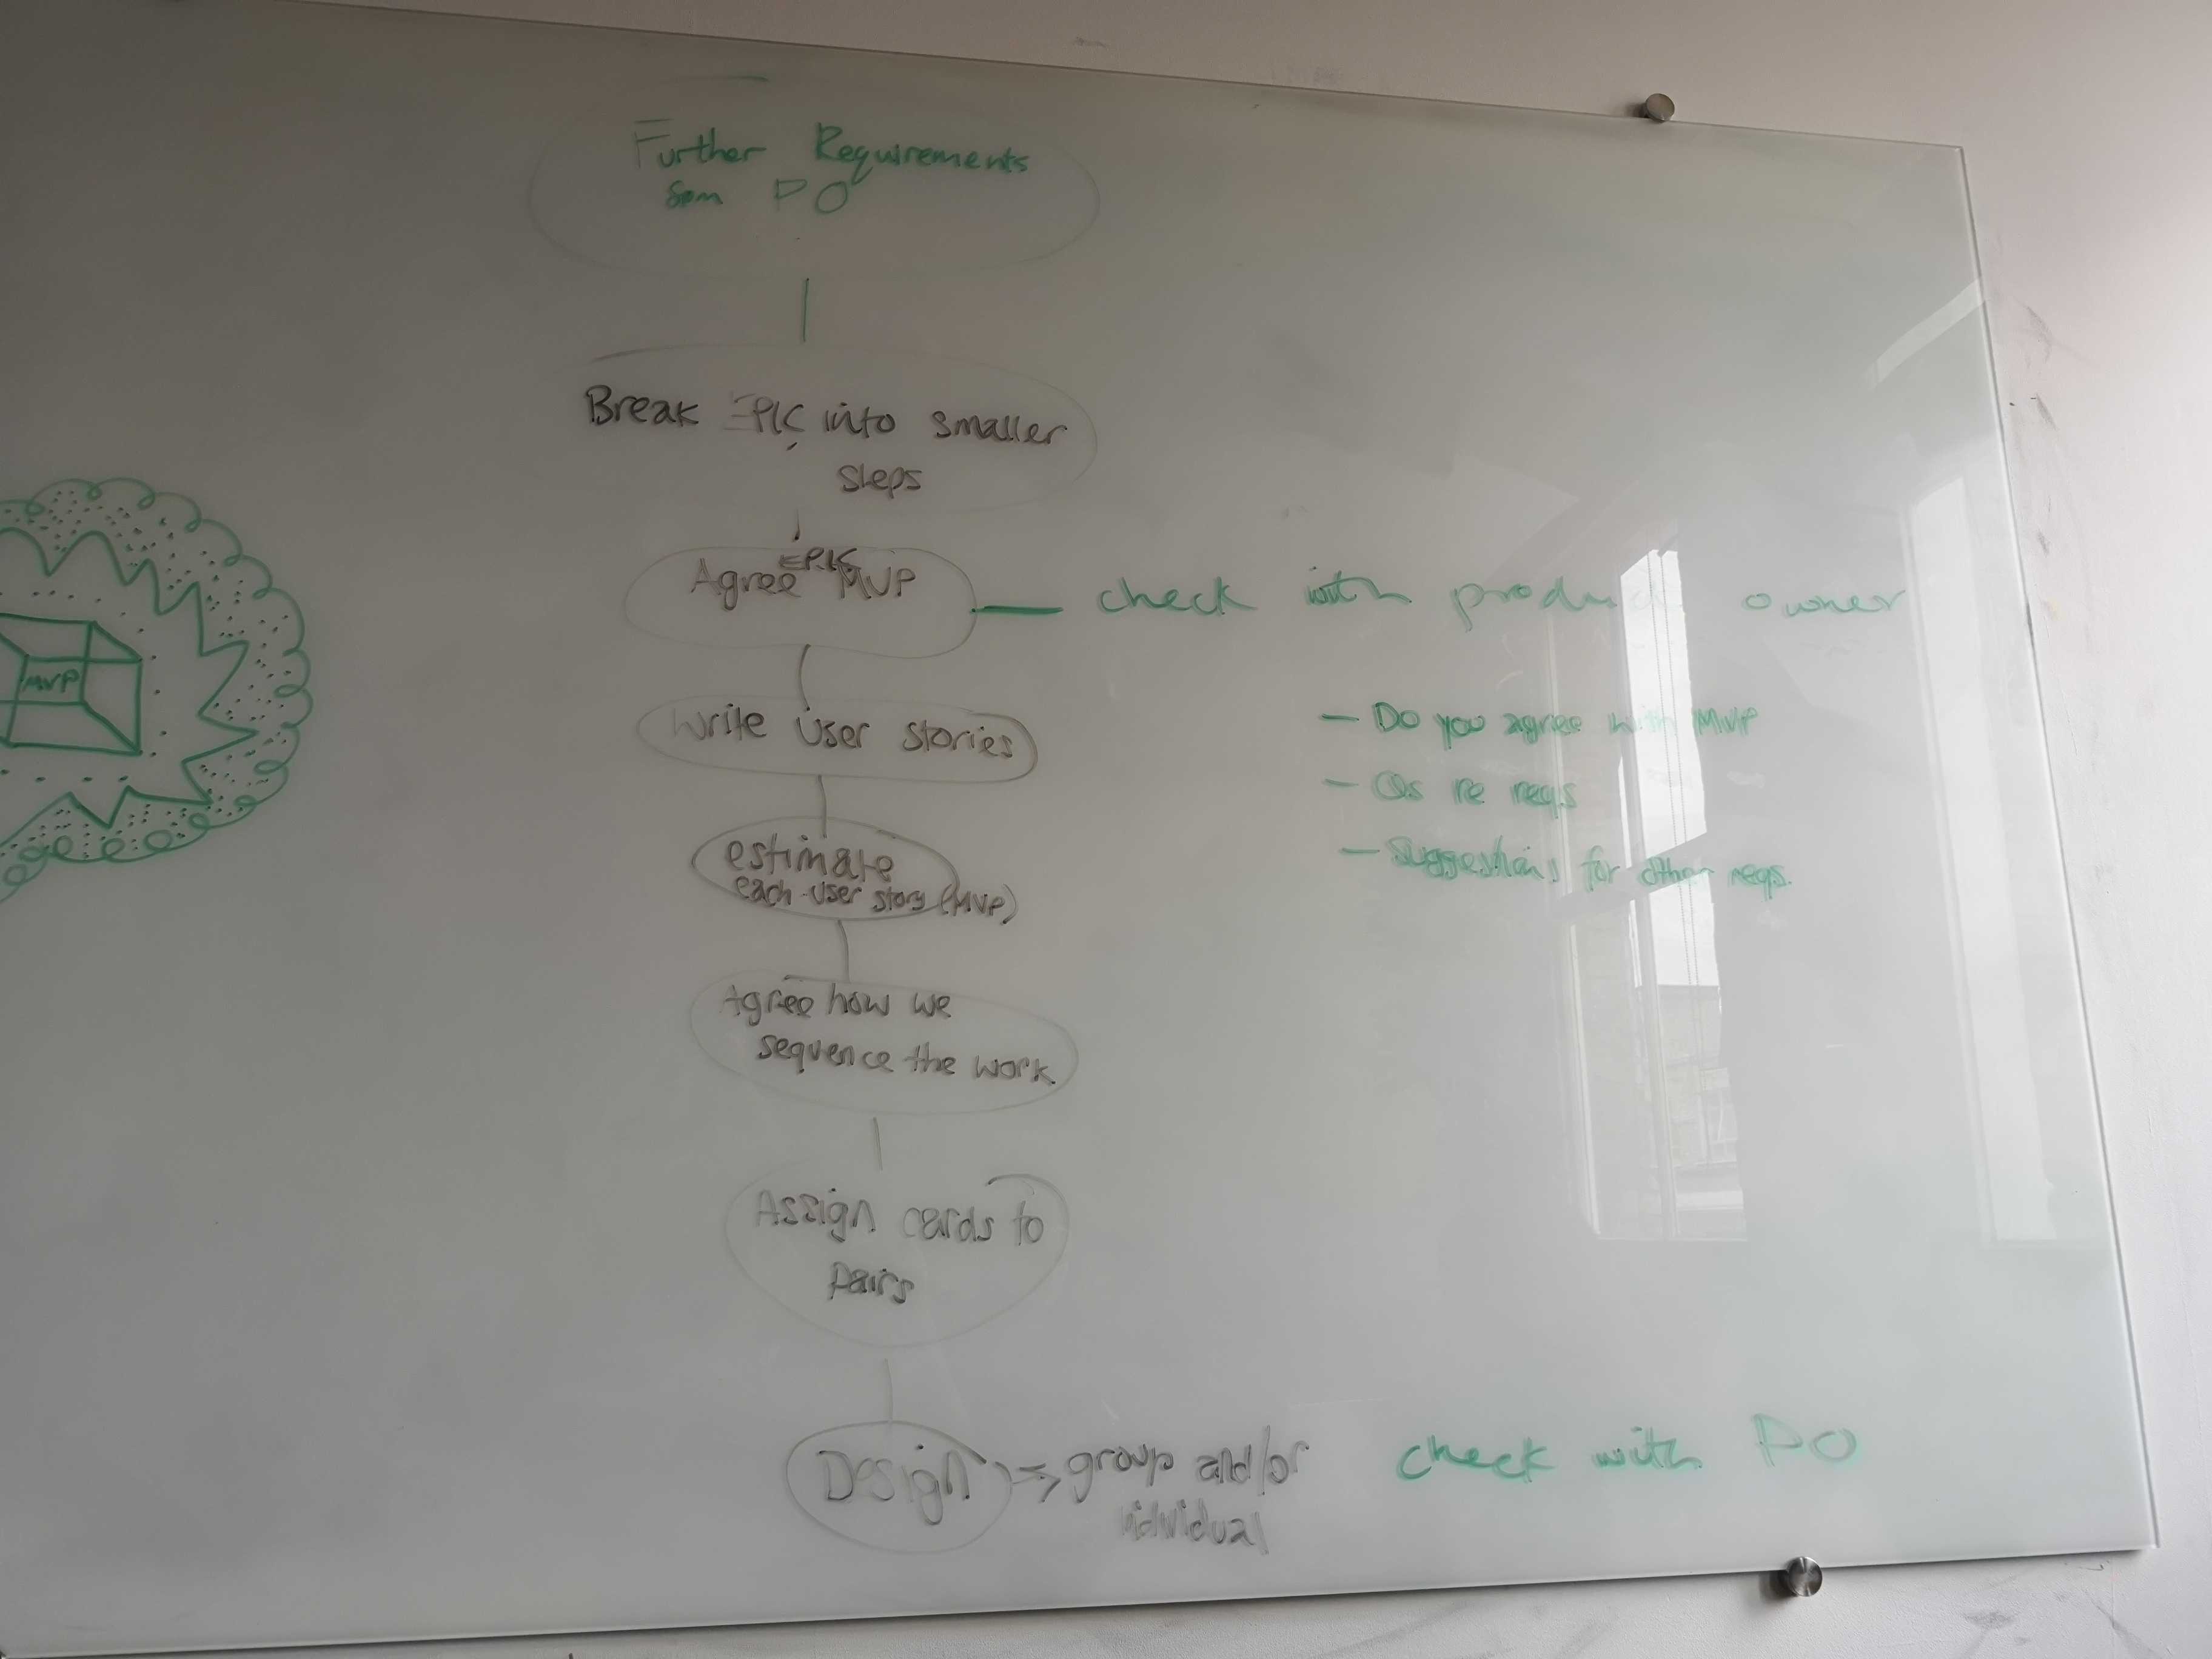 Further Requirements
from PO
Break EPIC into smaller
steps
EPIC
Agree MVP
check with product owner
MVP
write user stories
- Do you agree with MVP
- Qs re reqs
- Suggestions for other reqs.
estimate
each user story (MVP)
Agree how we
sequence the work
Assign cards to
pairs
Design → group and/or
individual
check with PO